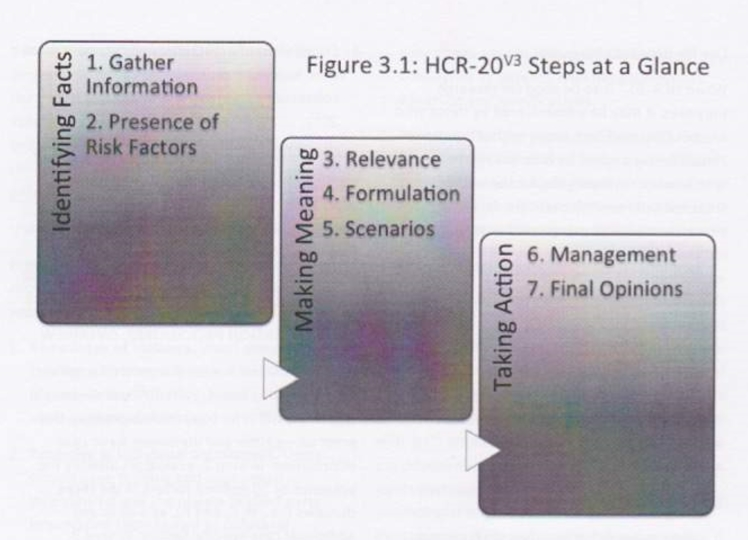 Figure 3.1: HCR-20V3 Steps at a Glance
Identifying Facts
1. Gather
Information
2. Presence of
Risk Factors
Making Meaning
3. Relevance
4. Formulation
5. Scenarios
Taking Action
6. Management
7. Final Opinions